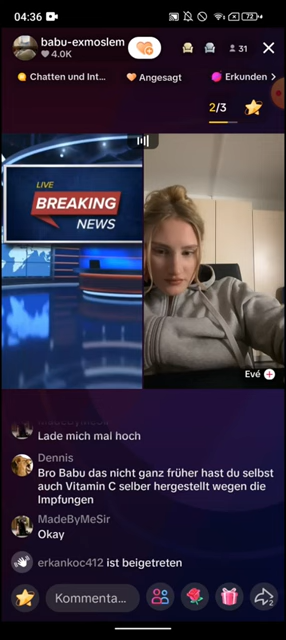 04:36
72
babu-exmoslem
4.0K
31
Chatten und Int...
Angesagt
Erkunden
2/3
LIVE
BREAKING
NEWS
Evé
Lade mich mal hoch
Dennis
Bro Babu das nicht ganz früher hast du selbst
auch Vitamin C selber hergestellt wegen die
Impfungen
MadeByMeSir
Okay
erkankoc412 ist beigetreten
Kommenta...
2